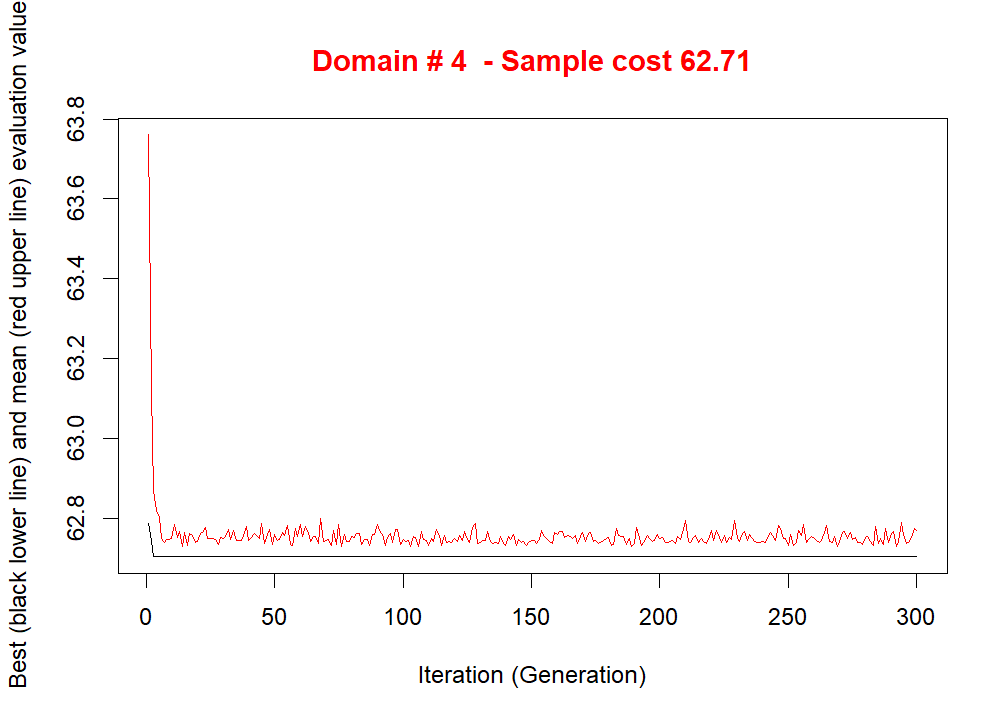 Domain # 4  - Sample cost 62.71
Best (black lower line) and mean (red upper line) evaluation value
63.8
63.6
63.4
63.2
63.0
62.8
0 50 100 150 200 250 300
Iteration (Generation)